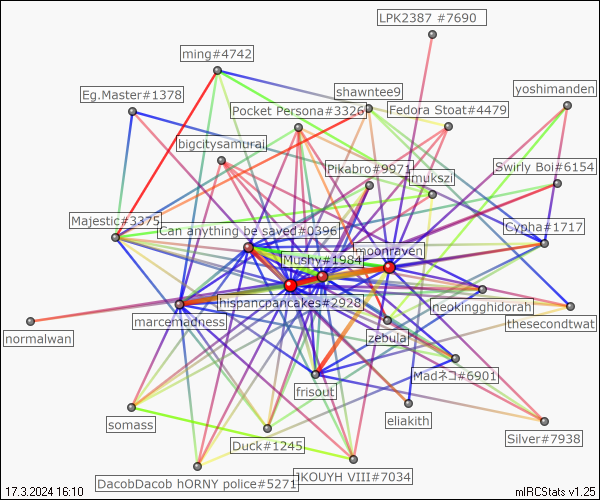 LPK2387 #7690
ming#4742
Eg.Master#1378
shawntee9
yoshimanden
Pocket Persona#3326
Fedora Stoat#4479
bigcitysamurai
Pikabro#9971
mukszi
Swirly Boi#6154
Majestic#3375
Can anything be saved#0396
Cypha#1717
moonraven
Mushy#1984
hispancpancakes#2928
neokingghidorah
marcemadness
thesecondtwat
normalwan
zebulaj
Madネコ#6901
frisout
somass
eliakith
Silver#7938
Duck#1245
JKOUYH VIII#7034
DacobDacob hORNY police#5271
17.3.2024 16:10
mIRCStats v1.25